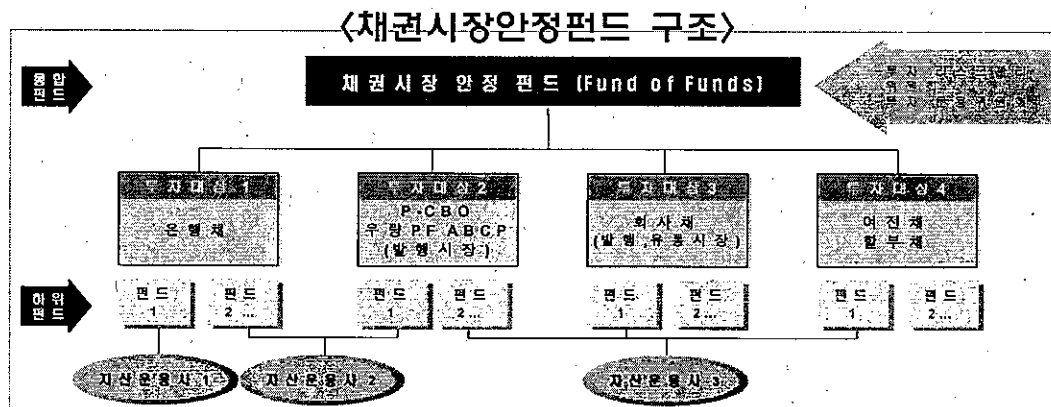 <채권시장안정펀드 구조>
통합
펀드
채권시장 안정 펀드 (Fund of Funds)
투자
투자대상 1
은행채
투자대상2
P-CBO
우량PF ABCP
(발행시장)
투자대상3
회사채
(발행,유통시장)
투자대상4
여전채
할부채
하위
펀드
펀드
1
펀드
2...
펀드
1
펀드
2...
펀드
1
펀드
2...
펀드
1
펀드
2...
자산운용사 1
자산운용사 2
자산운용사 3